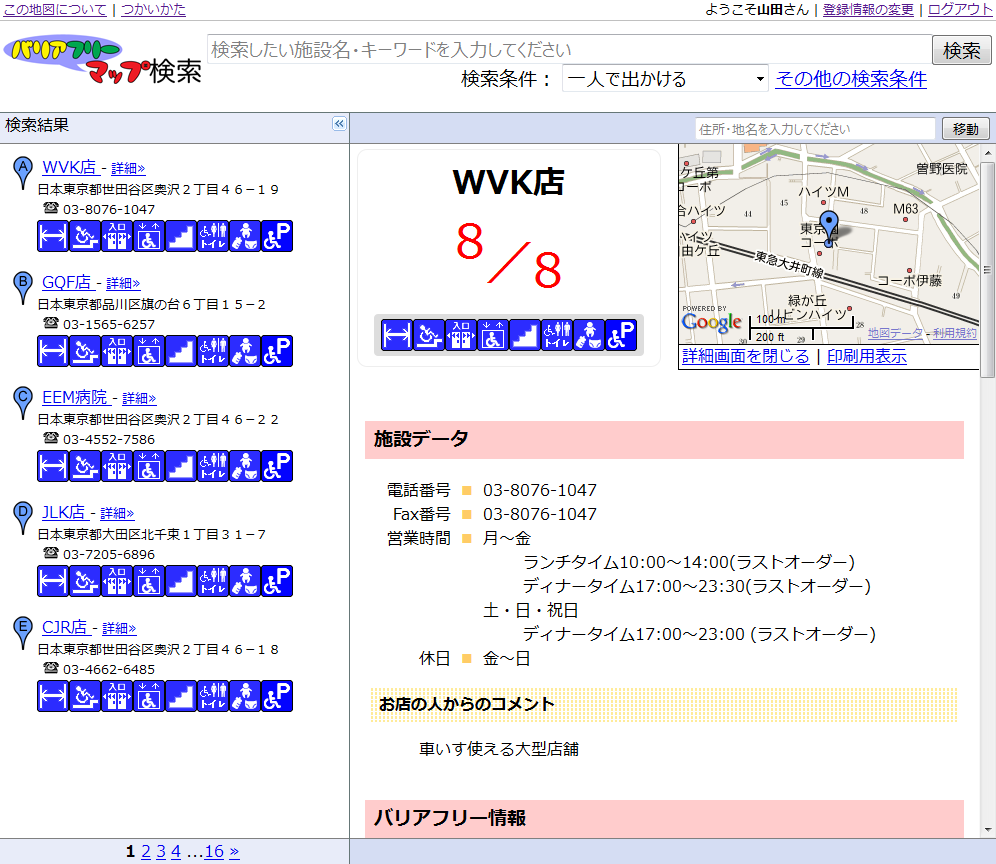 この地図について | つかいかた
ようこそ山田さん | 登録情報の変更 | ログアウト
バリアフリーマップ検索
検索したい施設名・キーワードを入力してください
検索
検索条件： 一人で出かける その他の検索条件
検索結果
«
住所・地名を入力してください
移動
A WVK店 - 詳細»
日本東京都世田谷区奥沢２丁目４６－１９
☎ 03-8076-1047
入口
トイレ
P
B GQF店 - 詳細»
日本東京都品川区旗の台６丁目１５－２
☎ 03-1565-6257
入口
トイレ
P
C EEM病院 - 詳細»
日本東京都世田谷区奥沢２丁目４６－２２
☎ 03-4552-7586
入口
トイレ
P
D JLK店 - 詳細»
日本東京都大田区北千束１丁目３１－７
☎ 03-7205-6896
入口
トイレ
P
E CJR店 - 詳細»
日本東京都世田谷区奥沢２丁目４６－１８
☎ 03-4662-6485
入口
トイレ
P
1 2 3 4 ...16 »
WVK店
8／8
入口
トイレ
P
曽野医院
ハイツM
M63
44
45
48
東急大井町線
コーポ伊藤
49
緑が丘
リビンハイツ
28
POWERED BY
Google
100 m
200 ft
30
29
地図データ - 利用規約
詳細画面を閉じる | 印刷用表示
施設データ
電話番号 ■ 03-8076-1047
Fax番号 ■ 03-8076-1047
営業時間 ■ 月～金
ランチタイム10:00～14:00(ラストオーダー)
ディナータイム17:00～23:30(ラストオーダー)
土・日・祝日
ディナータイム17:00～23:00 (ラストオーダー)
休日 ■ 金～日
お店の人からのコメント
車いす使える大型店舗
バリアフリー情報